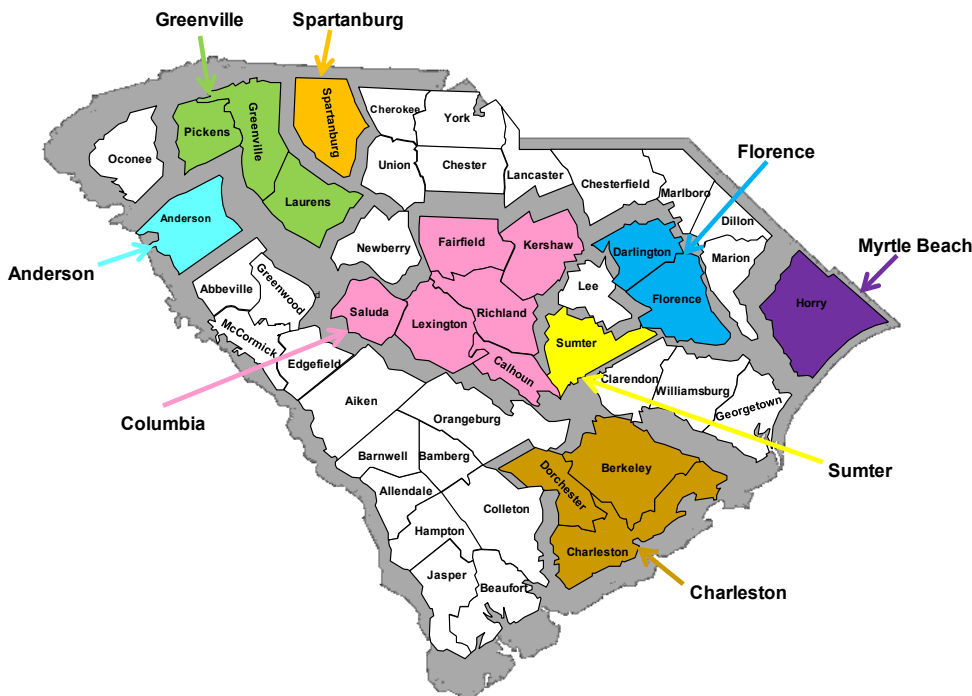 Greenville
Spartanburg
Cherokee
York
Spartanburg
Greenville
Pickens
Oconee
Union
Chester
Lancaster
Florence
Chesterfield
Marlboro
Laurens
Anderson
Dillon
Newberry
Fairfield
Kershaw
Darlington
Myrtle Beach
Marion
Anderson
Abbeville
Greenwood
Lee
Florence
Horry
Saluda
Lexington
Richland
McCormick
Sumter
Edgefield
Calhoun
Clarendon
Williamsburg
Columbia
Aiken
Georgetown
Orangeburg
Barnwell
Bamberg
Dorchester
Berkeley
Sumter
Allendale
Colleton
Hampton
Charleston
Jasper
Beaufort
Charleston